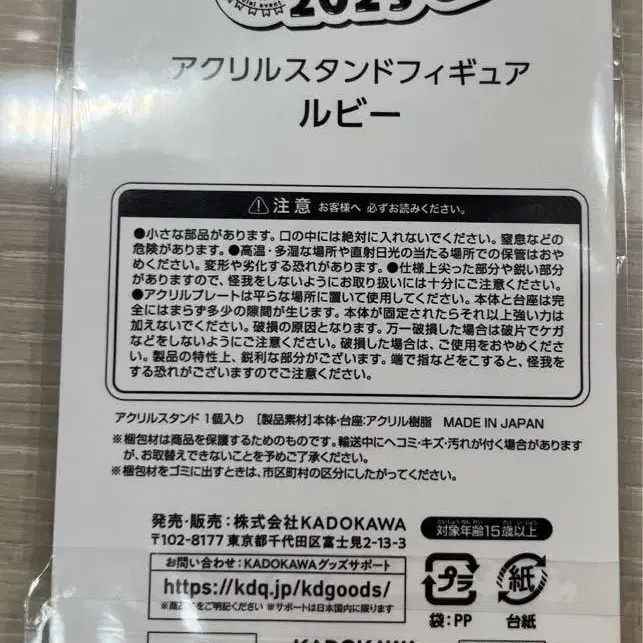 2023
アクリルスタンドフィギュア
ルビー
注意 お客様へ 必ずお読みください。
●小さな部品があります。口の中には絶対に入れないでください。窒息などの
危険があります。●高温・多湿な場所や直射日光の当たる場所での保管はおや
めください。変形や劣化する恐れがあります。●仕様上尖った部分や鋭い部分
がありますので、怪我をしないようにお取り扱いには十分にご注意ください。
●アクリルプレートは平らな場所に置いて使用してください。本体と台座は完
全にはまらず多少の隙間が生じます。本体が固定されたらそれ以上強い力は
加えないでください。破損の原因となります。万一破損した場合は破片でケガ
などをしないようにご注意ください。破損した場合は、ご使用をおやめくださ
い。製品の特性上、鋭利な部分がございます。端で指などをこすると、怪我を
する恐れがございますのでご注意ください。
アクリルスタンド 1個入り [製品素材]本体・台座:アクリル樹脂 MADE IN JAPAN
※梱包材は商品を保護するためのものです。輸送中にヘコミ・キズ・汚れが付く場合があります
が、お取替えできないことを予めご了承ください。
※梱包材をゴミに出すときは、市区町村の区分にしたがってください。
発売・販売:株式会社KADOKAWA
〒102-8177 東京都千代田区富士見2-13-3
対象年齢15歳以上
お問い合わせ:KADOKAWAグッズサポート
https://kdq.jp/kdgoods/
※商品名をご明記ください ※サポートは日本国内に限ります
プラ
袋:PP
紙
台紙
KADOKAWA